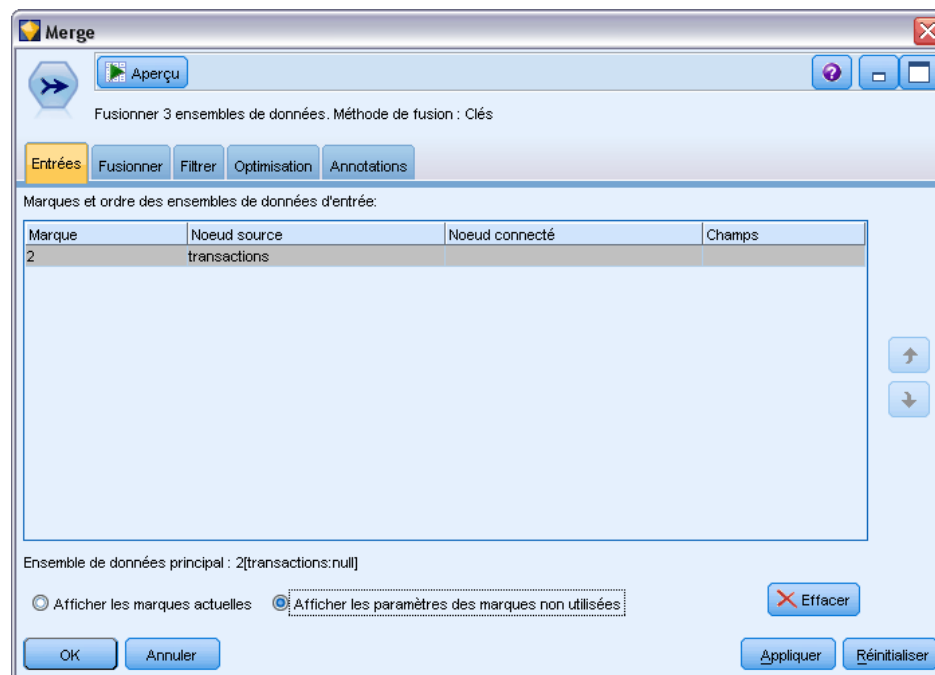 Merge
Aperçu
Fusionner 3 ensembles de données. Méthode de fusion : Clés
Entrées Fusionner Filtrer Optimisation Annotations
Marques et ordre des ensembles de données d'entrée:
Marque Noeud source Noeud connecté Champs
2 transactions
Ensemble de données principal : 2[transactions:null]
Afficher les marques actuelles Afficher les paramètres des marques non utilisées Effacer
OK Annuler Appliquer Réinitialiser